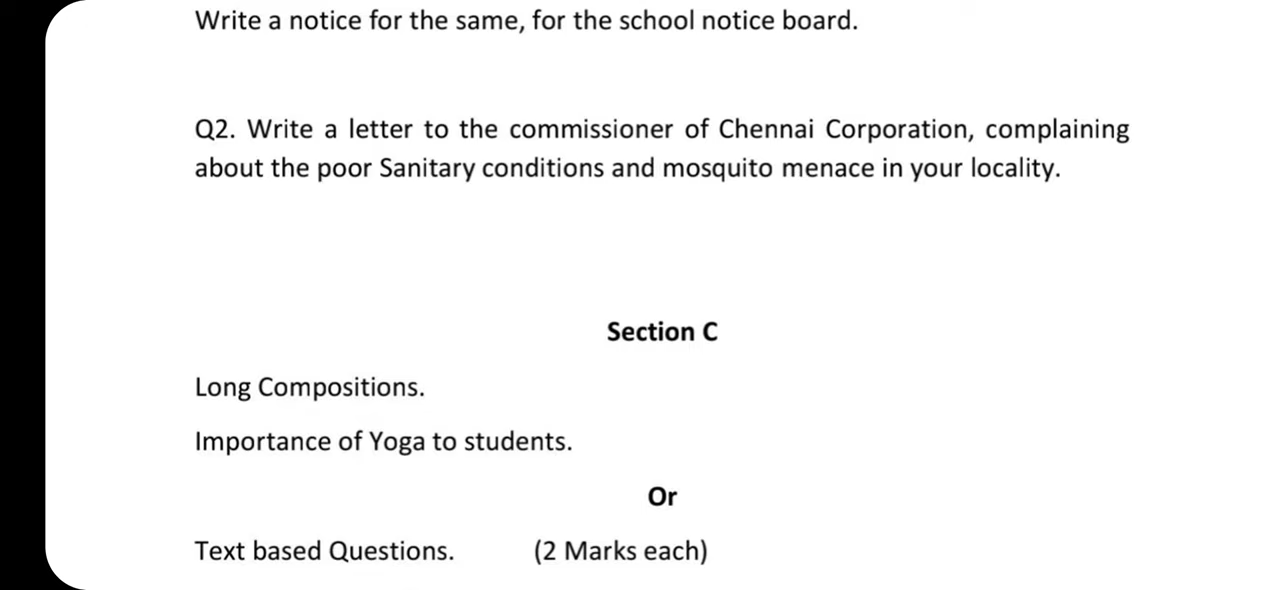 Write a notice for the same, for the school notice board.
Q2. Write a letter to the commissioner of Chennai Corporation, complaining
about the poor Sanitary conditions and mosquito menace in your locality.
Section C
Long Compositions.
Importance of Yoga to students.
Or
Text based Questions. (2 Marks each)